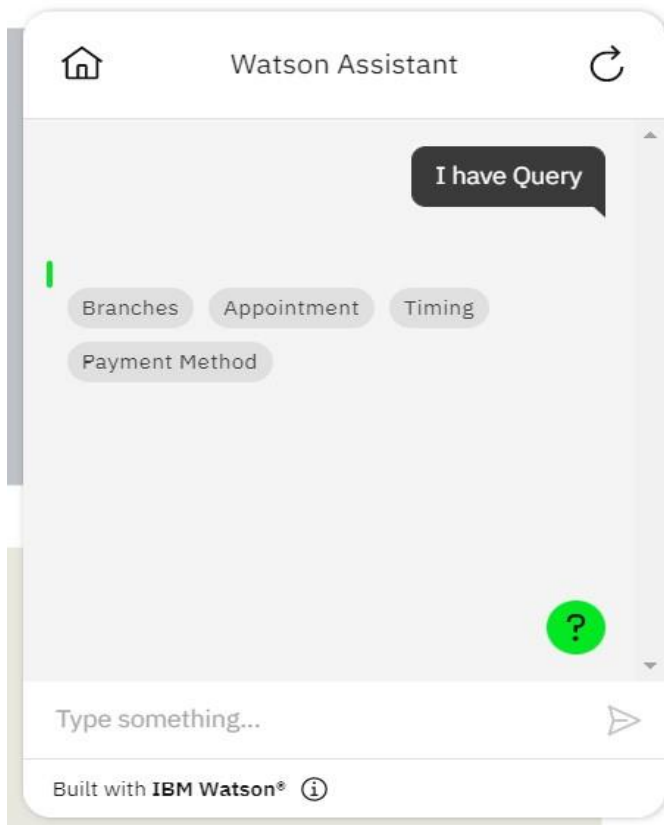 Watson Assistant
I have Query
Branches Appointment Timing
Payment Method
?
Type something...
Built with IBM Watson®